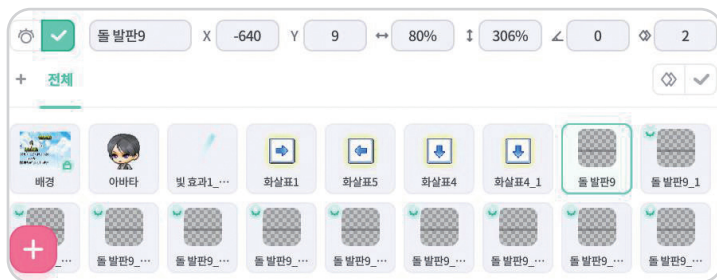 돌 발판9 X -640 Y 9 ↔ 80% ↕ 306% ∠ 0 2
+ 전체
배경 아바타 빛 효과1_… 화살표1 화살표5 화살표4 화살표4_1 돌 발판9 돌 발판9_1
_… 돌 발판9_… 돌 발판9_… 돌 발판9_… 돌 발판9_… 돌 발판9_… 돌 발판9_… 돌 발판9_… 돌 발판9_…